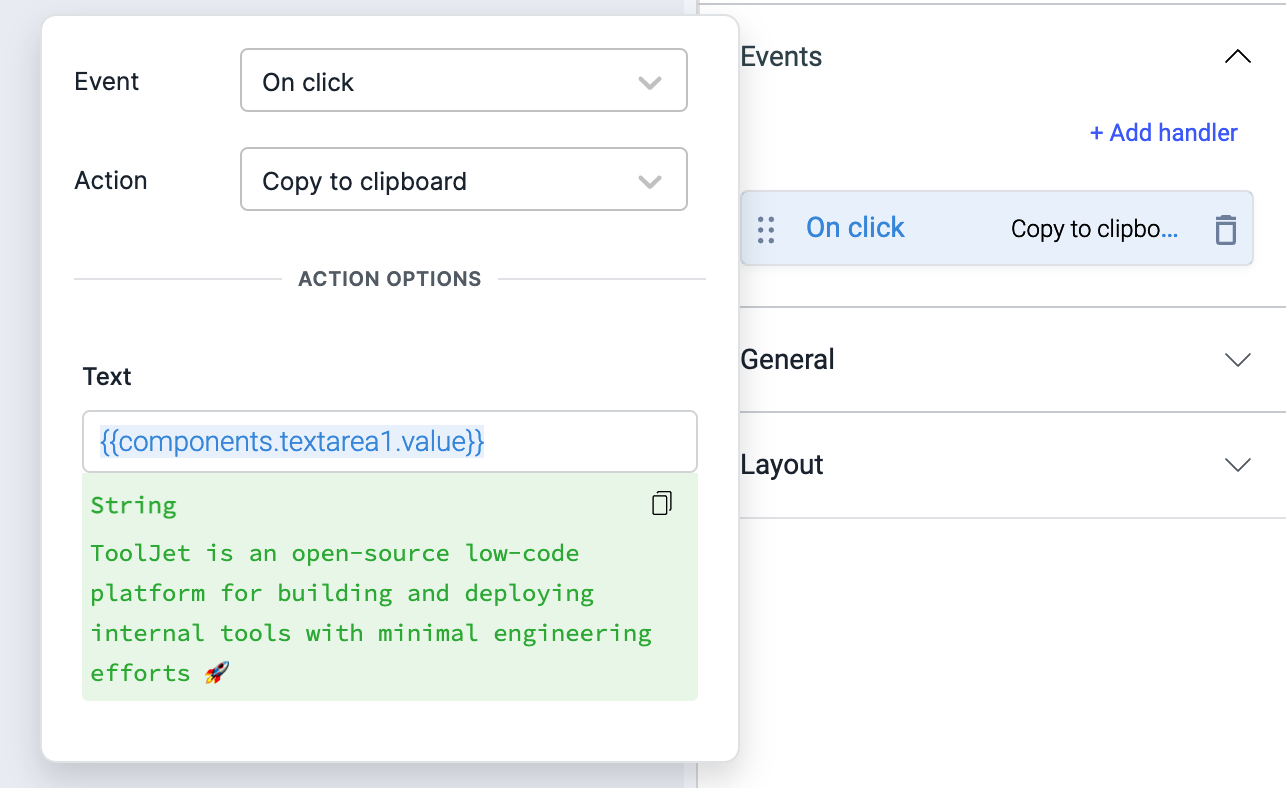 Event
On click
Action
Copy to clipboard
ACTION OPTIONS
Text
{{components.textarea1.value}}
String
ToolJet is an open-source low-code
platform for building and deploying
internal tools with minimal engineering
efforts 🚀
Events
+ Add handler
On click
Copy to clipbo...
General
Layout